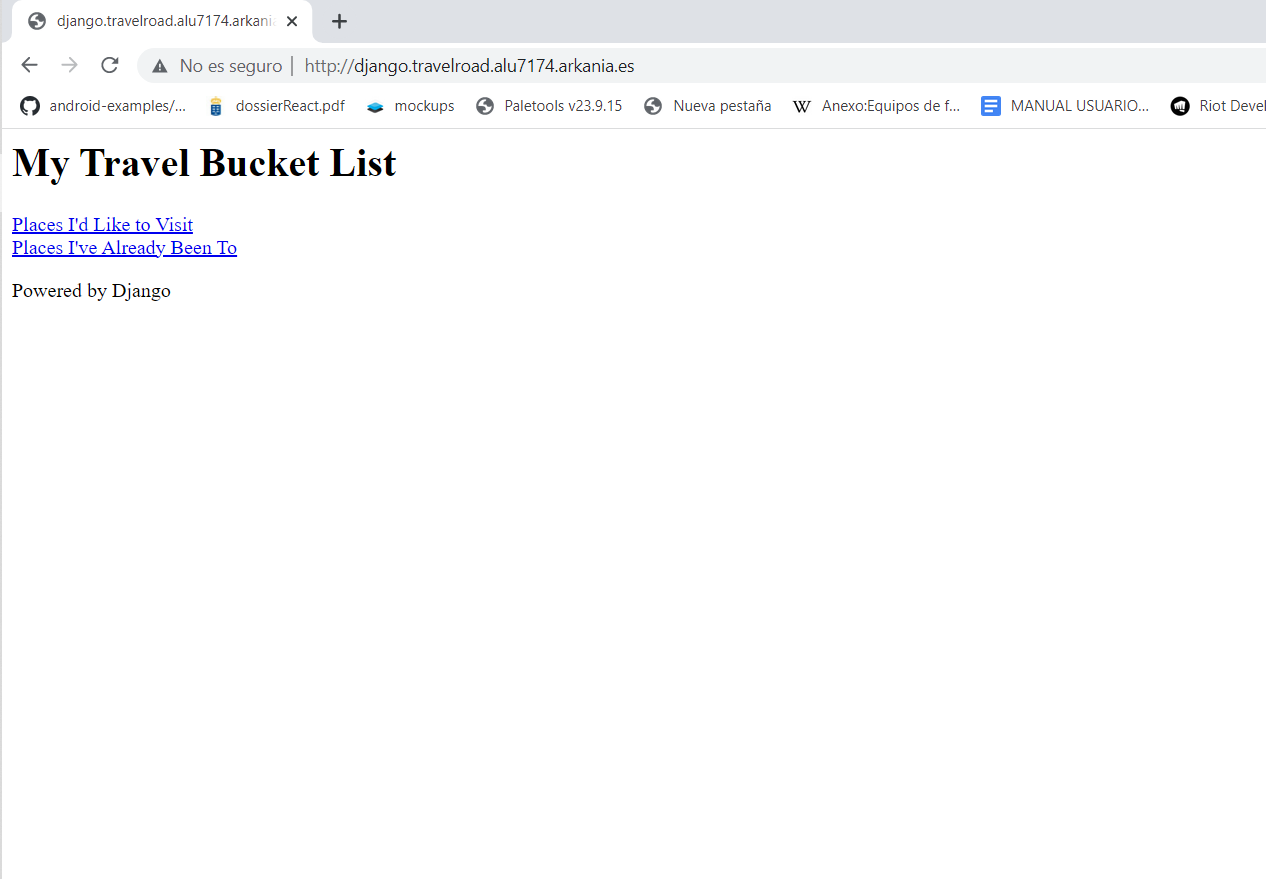 django.travelroad.alu7174.arkani
No es seguro | http://django.travelroad.alu7174.arkania.es
android-examples/... dossierReact.pdf mockups Paletools v23.9.15 Nueva pestaña Anexo:Equipos de f... MANUAL USUARIO... Riot Devel
My Travel Bucket List
Places I'd Like to Visit
Places I've Already Been To
Powered by Django